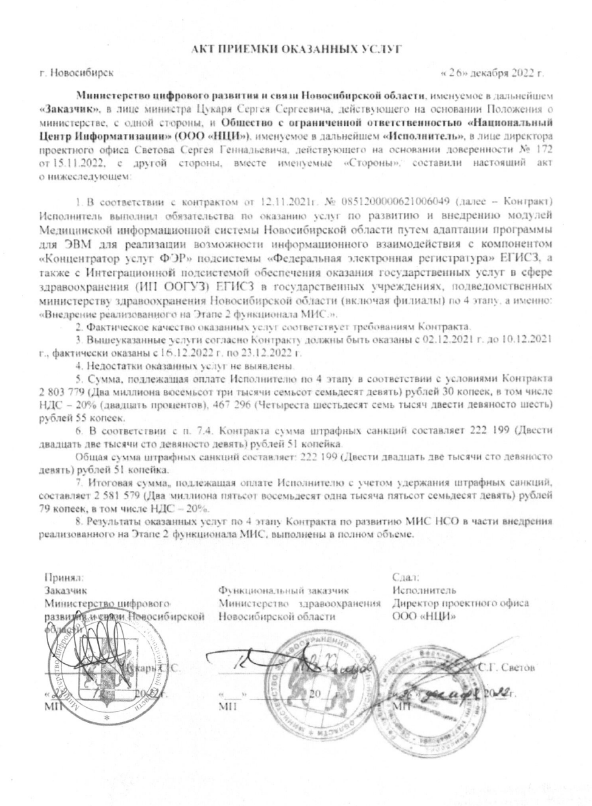 АКТ ПРИЕМКИ ОКАЗАННЫХ УСЛУГ
г. Новосибирск « 26» декабря 2022 г.
Министерство цифрового развития и связи Новосибирской области, именуемое в дальнейшем
«Заказчик», в лице министра Цукаря Сергея Сергеевича, действующего на основании Положения о
министерстве, с одной стороны, и Общество с ограниченной ответственностью «Национальный
Центр Информатизации» (ООО «НЦИ»), именуемое в дальнейшем «Исполнитель», в лице директора
проектного офиса Светова Сергея Геннадьевича, действующего на основании доверенности № 172
от 15.11.2022, с другой стороны, вместе именуемые «Стороны», составили настоящий акт
о нижеследующем:
1. В соответствии с контрактом от 12.11.2021г. № 0851200000621006049 (далее – Контракт)
Исполнитель выполнил обязательства по оказанию услуг по развитию и внедрению модулей
Медицинской информационной системы Новосибирской области путем адаптации программы
для ЭВМ для реализации возможности информационного взаимодействия с компонентом
«Концентратор услуг ФЭР» подсистемы «Федеральная электронная регистратура» ЕГИСЗ, а
также с Интеграционной подсистемой обеспечения оказания государственных услуг в сфере
здравоохранения (ИП ООГУЗ) ЕГИСЗ в государственных учреждениях, подведомственных
министерству здравоохранения Новосибирской области (включая филиалы) по 4 этапу, а именно:
«Внедрение реализованного на Этапе 2 функционала МИС.».
2. Фактическое качество оказанных услуг соответствует требованиям Контракта.
3. Вышеуказанные услуги согласно Контракту должны быть оказаны с 02.12.2021 г. до 10.12.2021
г., фактически оказаны с 16.12.2022 г. по 23.12.2022 г.
4. Недостатки оказанных услуг не выявлены.
5. Сумма, подлежащая оплате Исполнителю по 4 этапу в соответствии с условиями Контракта
2 803 779 (Два миллиона восемьсот три тысячи семьсот семьдесят девять) рублей 30 копеек, в том числе
НДС – 20% (двадцать процентов), 467 296 (Четыреста шестьдесят семь тысяч двести девяносто шесть)
рублей 55 копеек.
6. В соответствии с п. 7.4. Контракта сумма штрафных санкций составляет 222 199 (Двести
двадцать две тысячи сто девяносто девять) рублей 51 копейка.
Общая сумма штрафных санкций составляет: 222 199 (Двести двадцать две тысячи сто девяносто
девять) рублей 51 копейка.
7. Итоговая сумма, подлежащая оплате Исполнителю с учетом удержания штрафных санкций,
составляет 2 581 579 (Два миллиона пятьсот восемьдесят одна тысяча пятьсот семьдесят девять) рублей
79 копеек, в том числе НДС – 20%.
8. Результаты оказанных услуг по 4 этапу Контракта по развитию МИС НСО в части внедрения
реализованного на Этапе 2 функционала МИС, выполнены в полном объеме.
Принял: Сдал:
Заказчик Функциональный заказчик Исполнитель
Министерство цифрового Министерство здравоохранения Директор проектного офиса
развития и связи Новосибирской Новосибирской области ООО «НЦИ»
области
Цукарь С.С. С.Г. Светов
2022 г. « » 20 декабря 2022 г.
МП МП МП